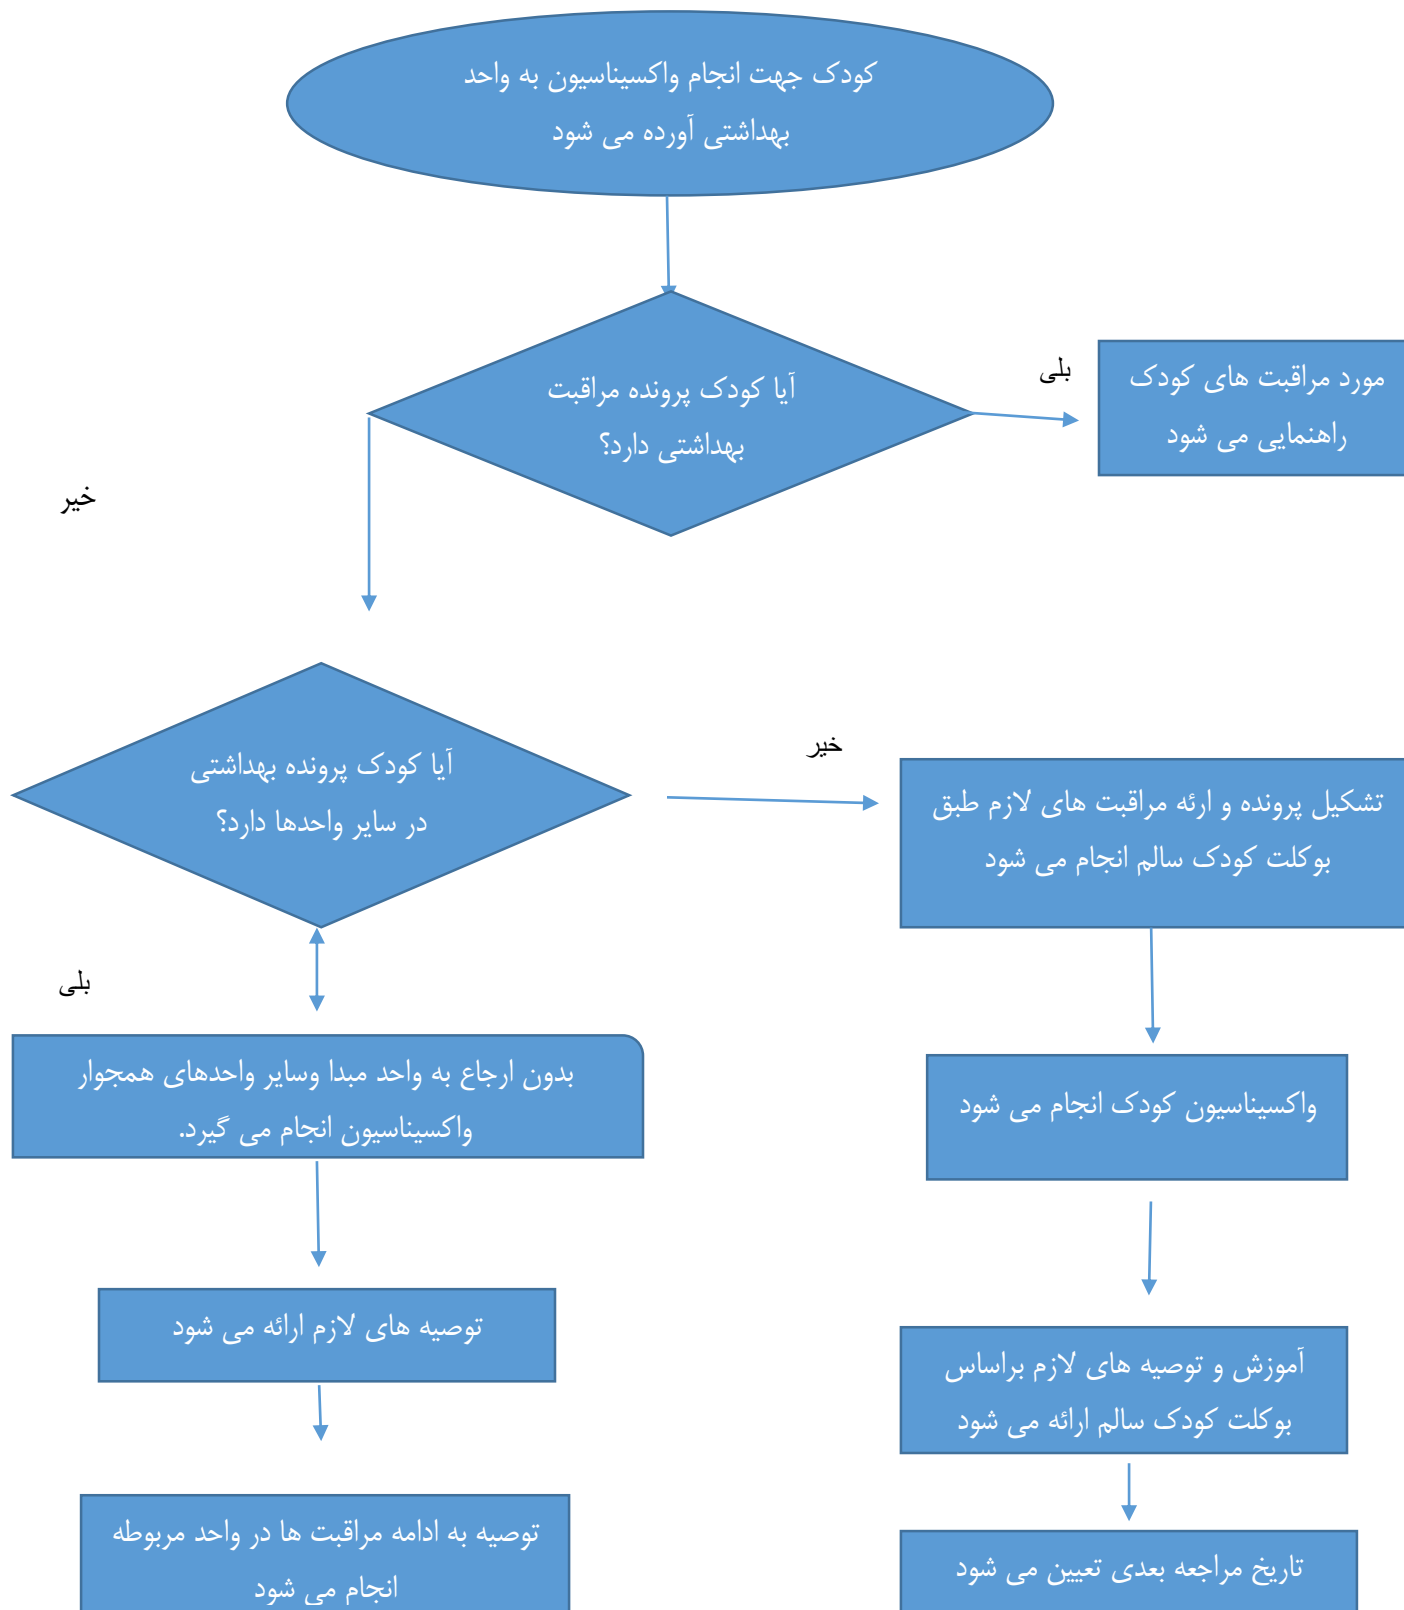 کودک جهت انجام واکسیناسیون به واحد
بهداشتی آورده می شود
آیا کودک پرونده مراقبت
بهداشتی دارد؟
بلی
مورد مراقبت های کودک
راهنمایی می شود
خیر
آیا کودک پرونده بهداشتی
در سایر واحدها دارد؟
خیر
تشکیل پرونده و ارئه مراقبت های لازم طبق
بوکلت کودک سالم انجام می شود
بلی
بدون ارجاع به واحد مبدا وسایر واحدهای همجوار
واکسیناسیون انجام می گیرد.
واکسیناسیون کودک انجام می شود
توصیه های لازم ارائه می شود
آموزش و توصیه های لازم براساس
بوکلت کودک سالم ارائه می شود
توصیه به ادامه مراقبت ها در واحد مربوطه
انجام می شود
تاریخ مراجعه بعدی تعیین می شود